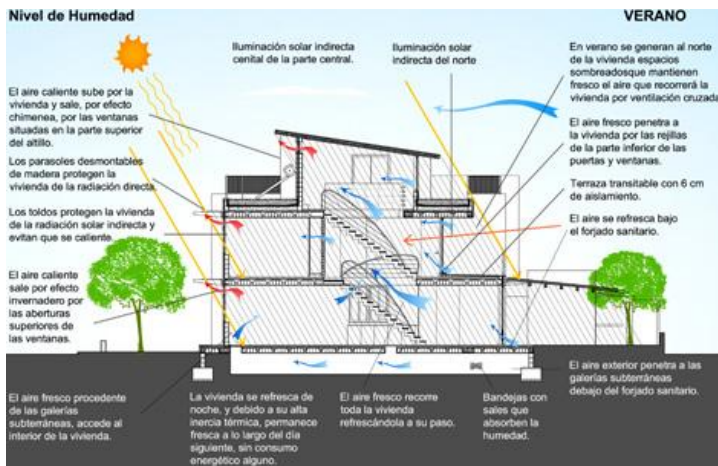 Nivel de Humedad
VERANO
Iluminación solar indirecta
cenital de la parte central.
Iluminación solar
indirecta del norte
En verano se generan al norte
de la vivienda espacios
sombreadosque mantienen
fresco el aire que recorrerá la
vivienda por ventilación cruzada
El aire caliente sube por la
vivienda y sale, por efecto
chimenea, por las ventanas
situadas en la parte superior
del altillo.
El aire fresco penetra a
la vivienda por las rejillas
de la parte inferior de las
puertas y ventanas.
Los parasoles desmontables
de madera protegen la
vivienda de la radiación directa.
Terraza transitable con 6 cm
de aislamiento.
Los toldos protegen la vivienda
de la radiación solar indirecta y
evitan que se caliente.
El aire se refresca bajo
el forjado sanitario.
El aire caliente
sale por efecto
invernadero por
las aberturas
superiores de
las ventanas.
El aire fresco procedente
de las galerías
subterráneas, accede al
interior de la vivienda.
La vivienda se refresca de
noche, y debido a su alta
inercia térmica, permanece
fresca a lo largo del día
siguiente, sin consumo
energético alguno.
El aire fresco recorre
toda la vivienda
refrescándola a su paso.
Bandejas con
sales que
absorben la
humedad.
El aire exterior penetra a las
galerías subterráneas
debajo del forjado sanitario.